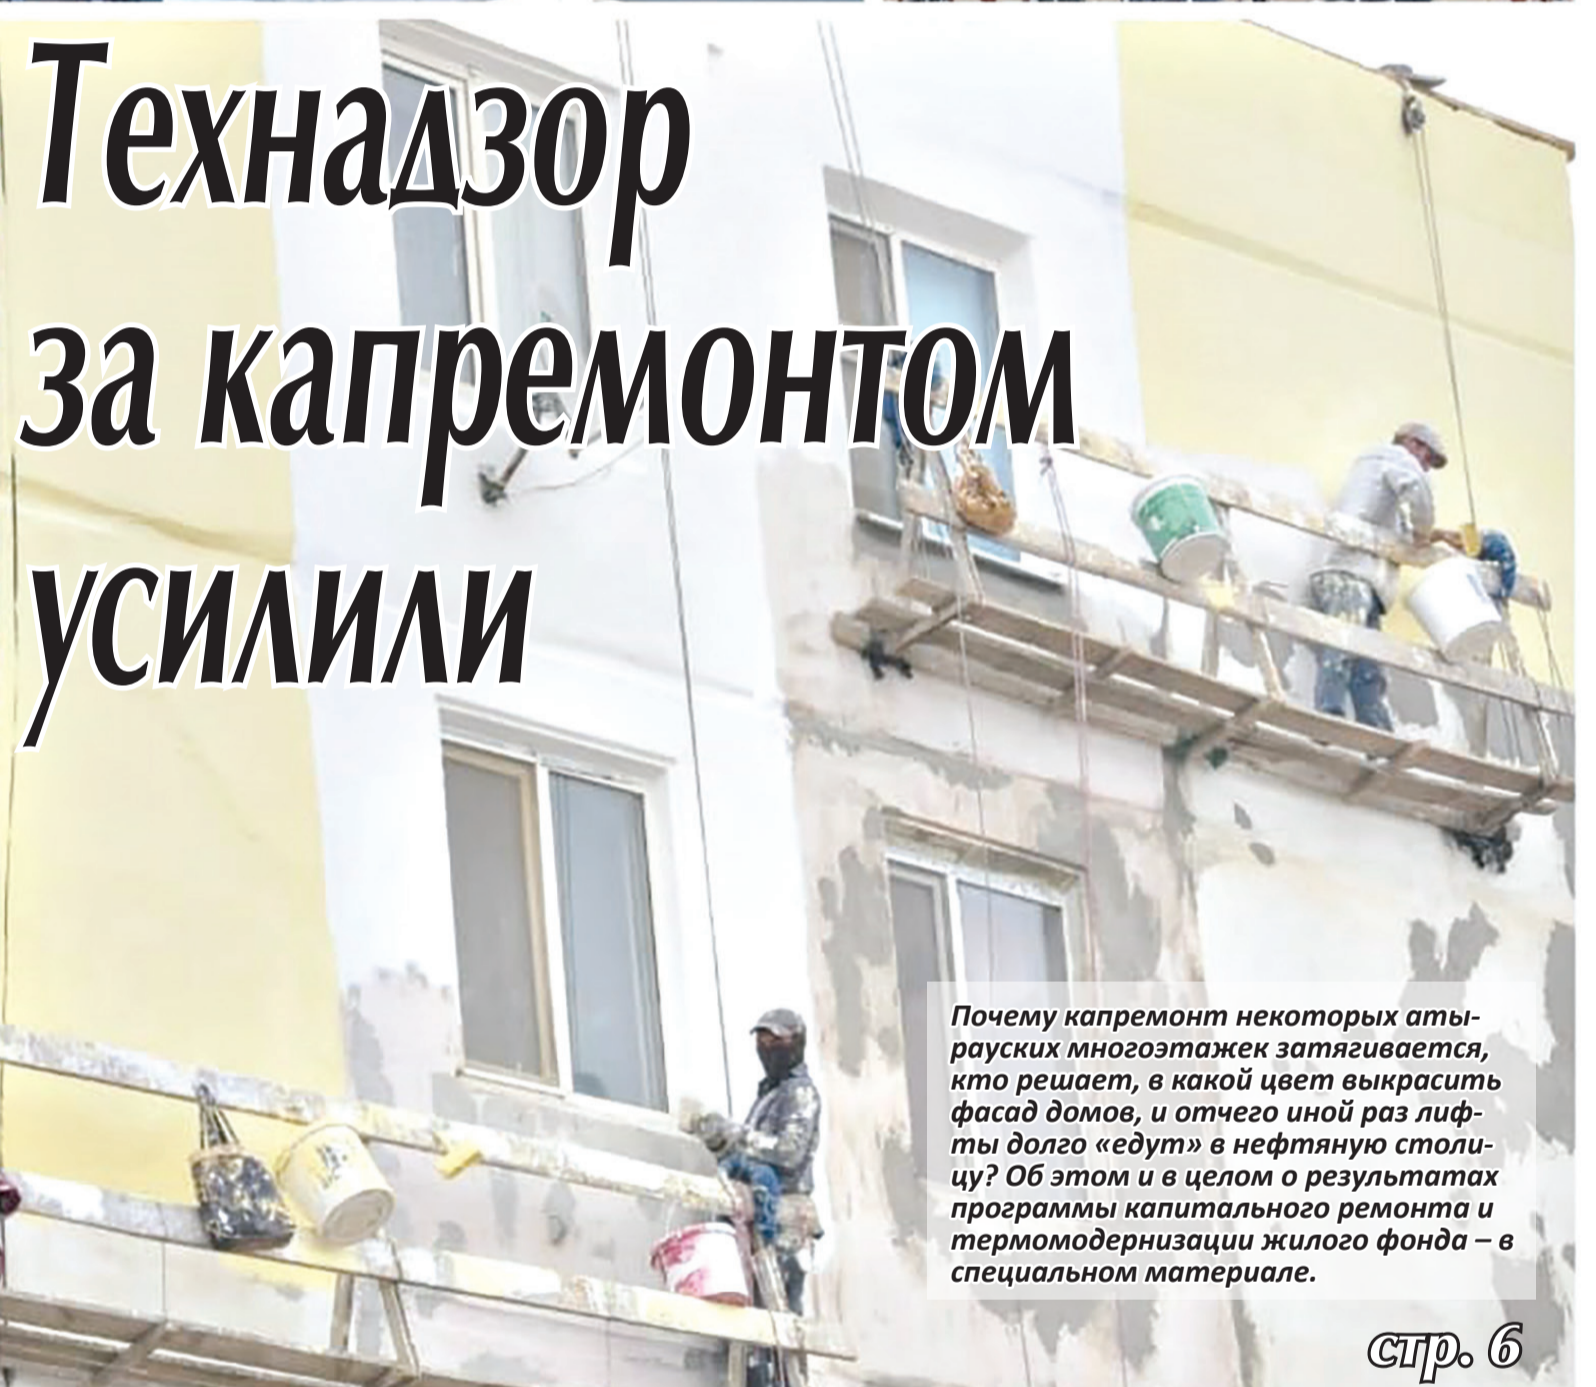 Технадзор
за капремонтом
усилили
Почему капремонт некоторых аты-
рауских многоэтажек затягивается,
кто решает, в какой цвет выкрасить
фасад домов, и отчего иной раз лиф-
ты долго «едут» в нефтяную столи-
цу? Об этом и в целом о результатах
программы капитального ремонта и
термомодернизации жилого фонда – в
специальном материале.
стр. 6